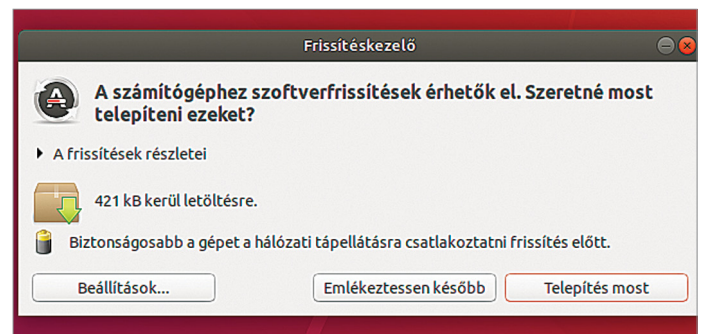 Frissítéskezelő
A számítógéphez szoftverfrissítések érhetők el. Szeretné most
telepíteni ezeket?
A frissítések részletei
421 kB kerül letöltésre.
Biztonságosabb a gépet a hálózati tápellátásra csatlakoztatni frissítés előtt.
Beállítások... Emlékeztessen később Telepítés most